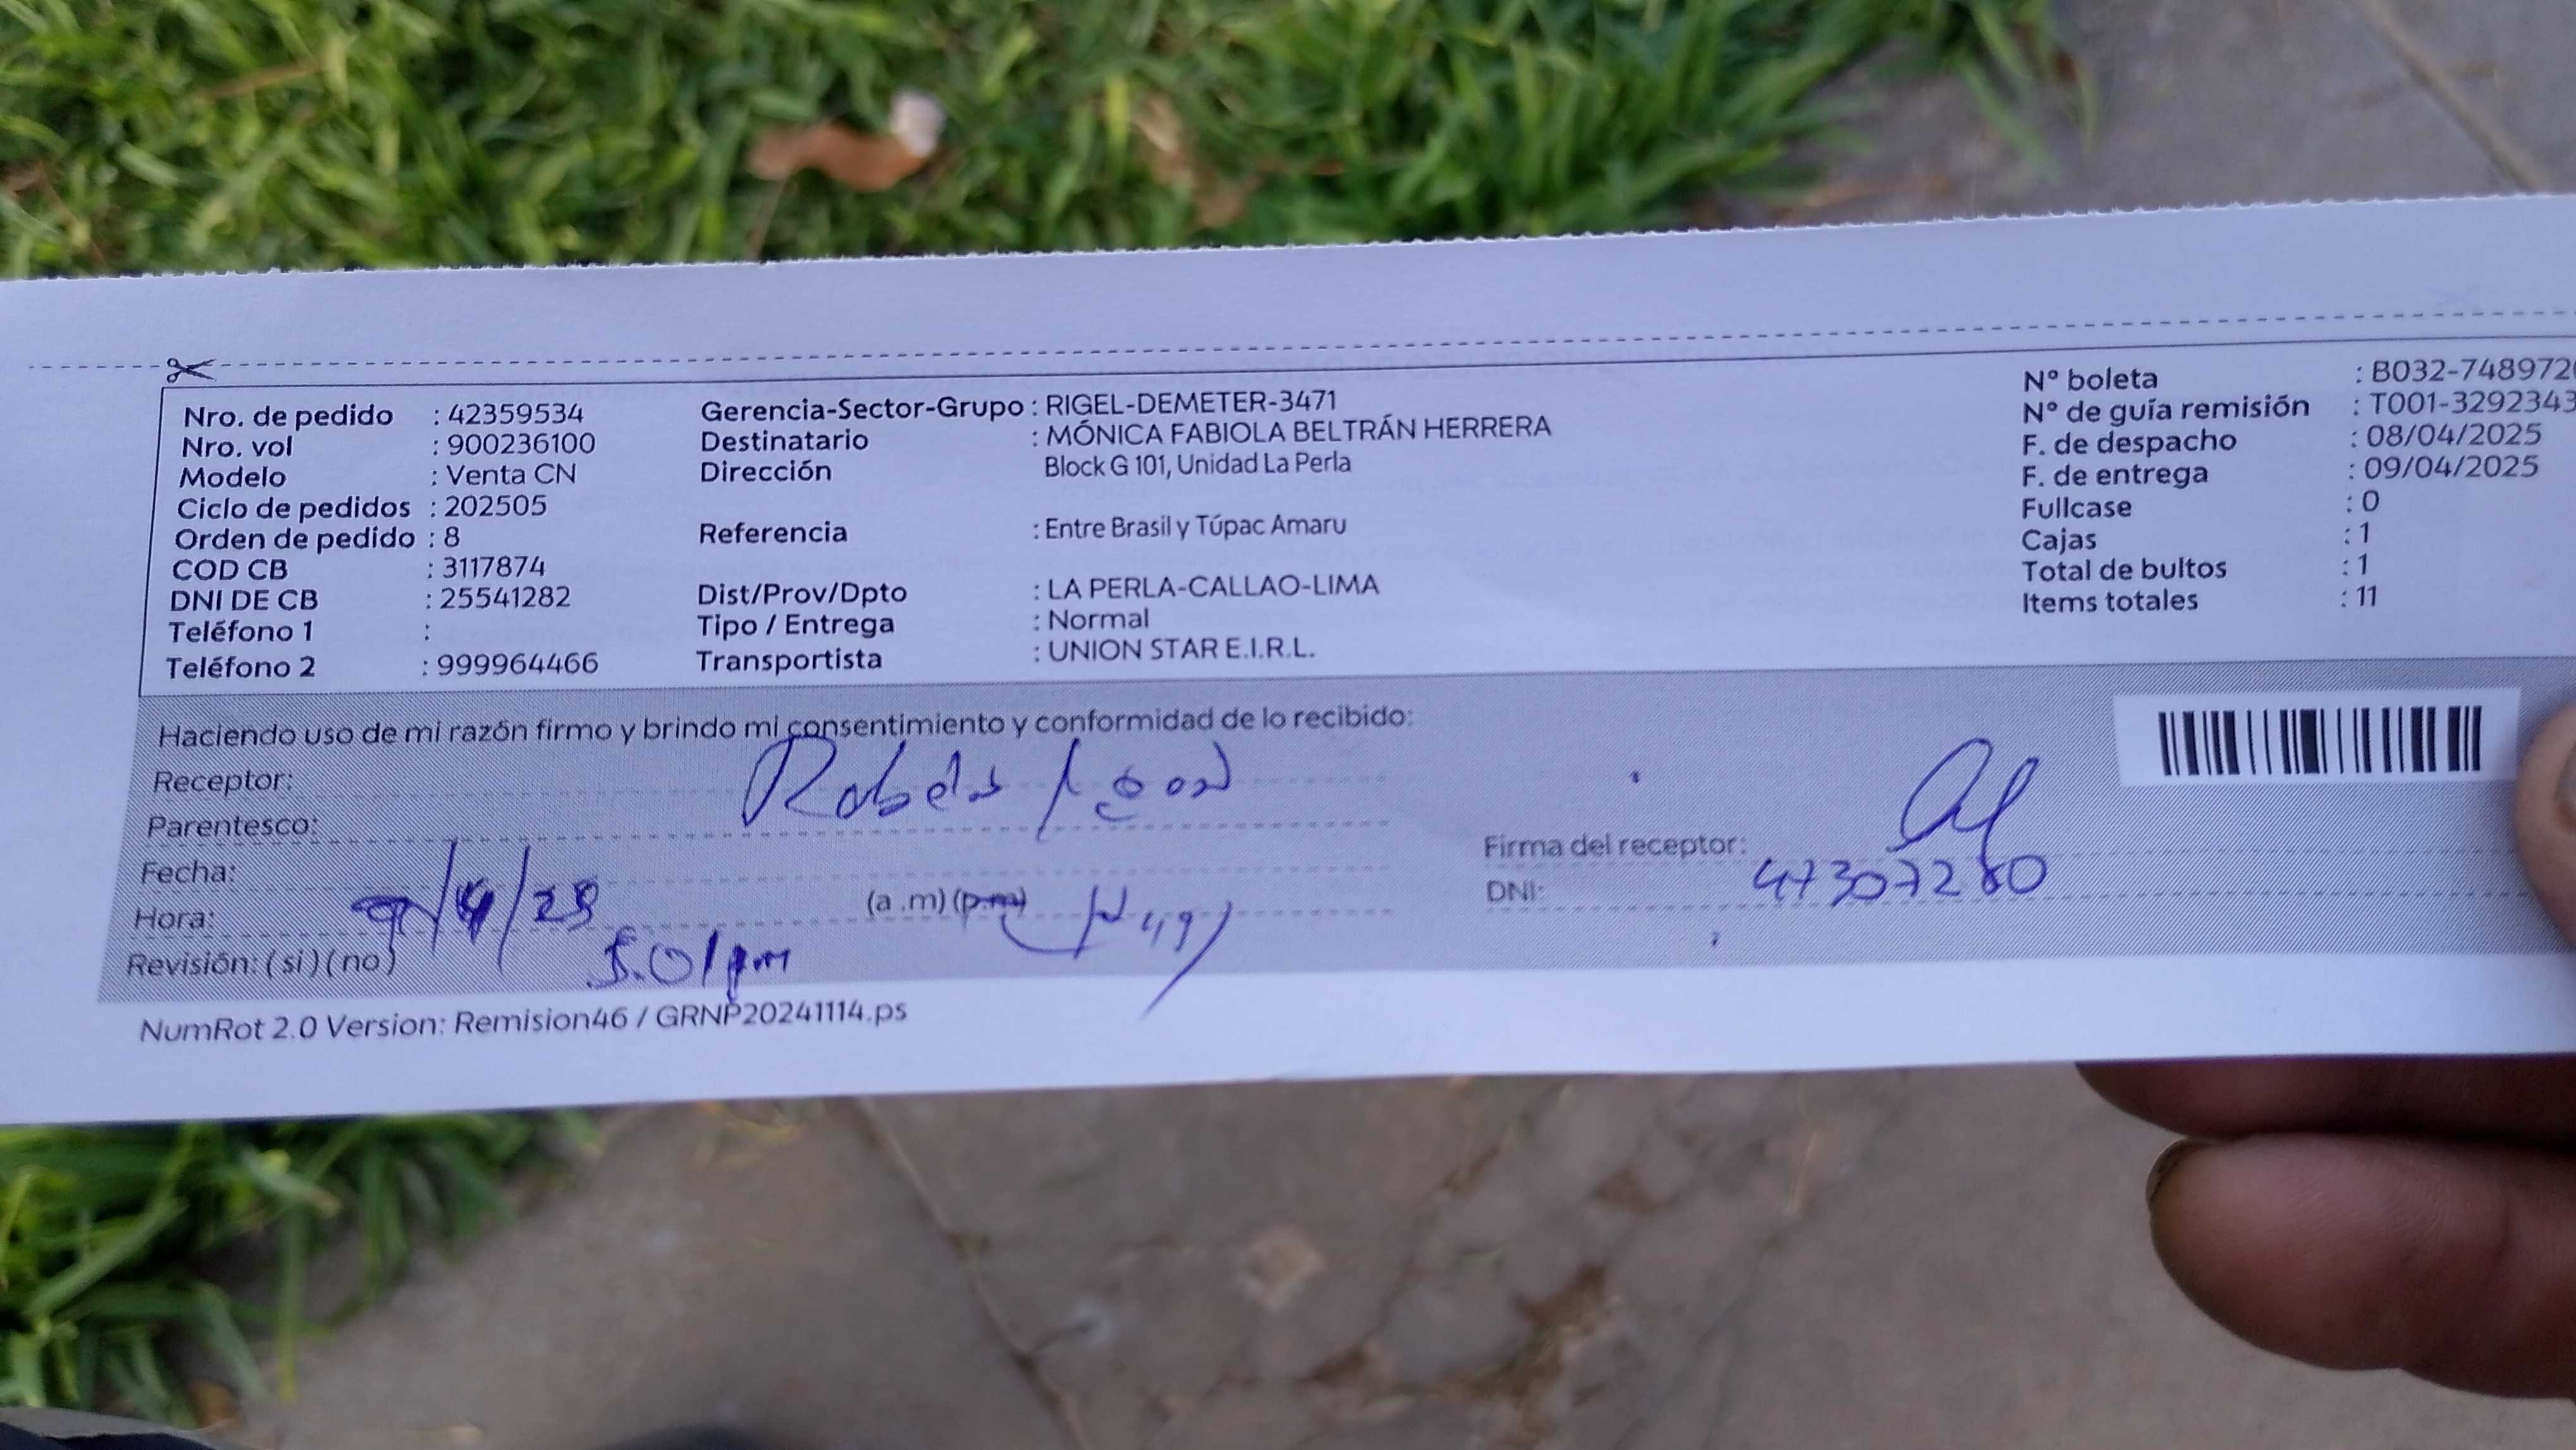 Nro. de pedido : 42359534
Nro. vol : 900236100
Modelo : Venta CN
Ciclo de pedidos : 202505
Orden de pedido : 8
COD CB : 3117874
DNI DE CB : 25541282
Teléfono 1 :
Teléfono 2 : 999964466
Gerencia-Sector-Grupo : RIGEL-DEMETER-3471
Destinatario : MÓNICA FABIOLA BELTRÁN HERRERA
Dirección Block G 101, Unidad La Perla
Referencia : Entre Brasil y Túpac Amaru
Dist/Prov/Dpto : LA PERLA-CALLAO-LIMA
Tipo / Entrega : Normal
Transportista : UNION STAR E.I.R.L.
N° boleta : B032-748972
N° de guía remisión : T001-3292343
F. de despacho : 08/04/2025
F. de entrega : 09/04/2025
Fullcase : 0
Cajas : 1
Total de bultos : 1
Items totales : 11
Haciendo uso de mi razón firmo y brindo mi consentimiento y conformidad de lo recibido:
Receptor:
Parentesco:
Fecha:
Hora: (a .m) (p.m)
5.01 pm
Revisión: ( si ) ( no )
Firma del receptor:
DNI: 47307280
NumRot 2.0 Version: Remision46 / GRNP20241114.ps